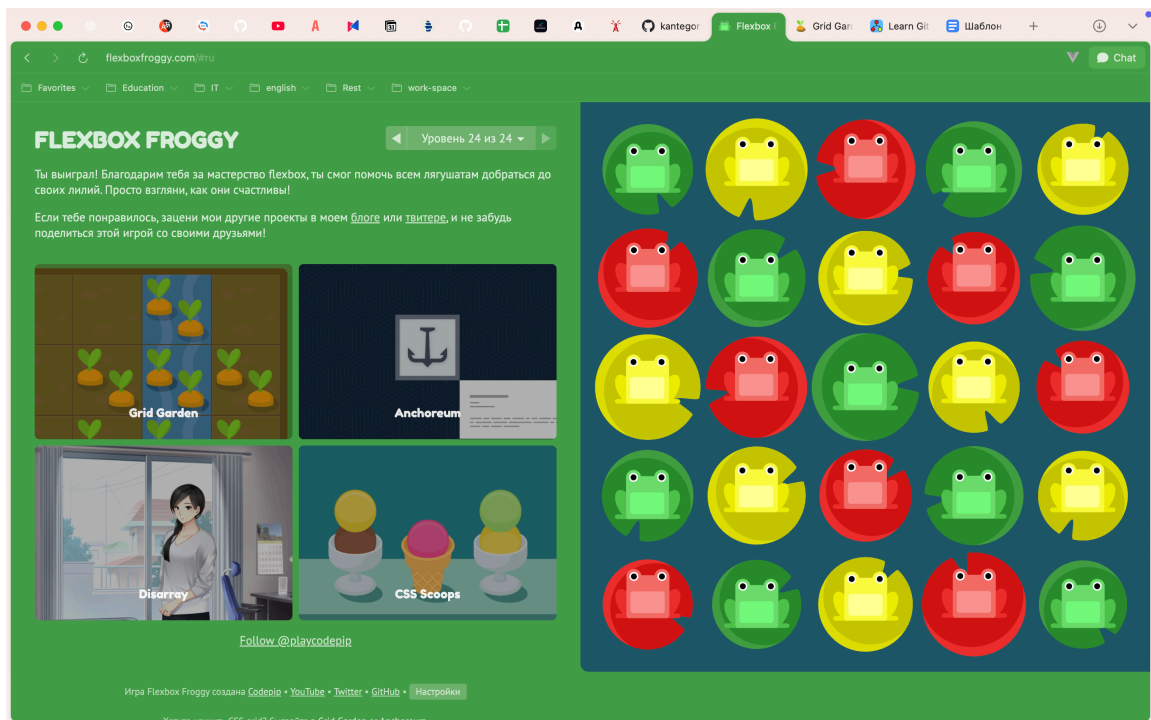 kantegor
Flexbox F
Grid Gard
Learn Git
Шаблон
flexboxfroggy.com/#ru
Chat
Favorites
Education
IT
english
Rest
work-space
FLEXBOX FROGGY
Уровень 24 из 24
Ты выиграл! Благодарим тебя за мастерство flexbox, ты смог помочь всем лягушатам добраться до
своих лилий. Просто взгляни, как они счастливы!
Если тебе понравилось, зацени мои другие проекты в моем блоге или твитере, и не забудь
поделиться этой игрой со своими друзьями!
Grid Garden
Anchoreum
Disarray
CSS Scoops
Follow @playcodepip
Игра Flexbox Froggy создана Codepip • YouTube • Twitter • GitHub • Настройки